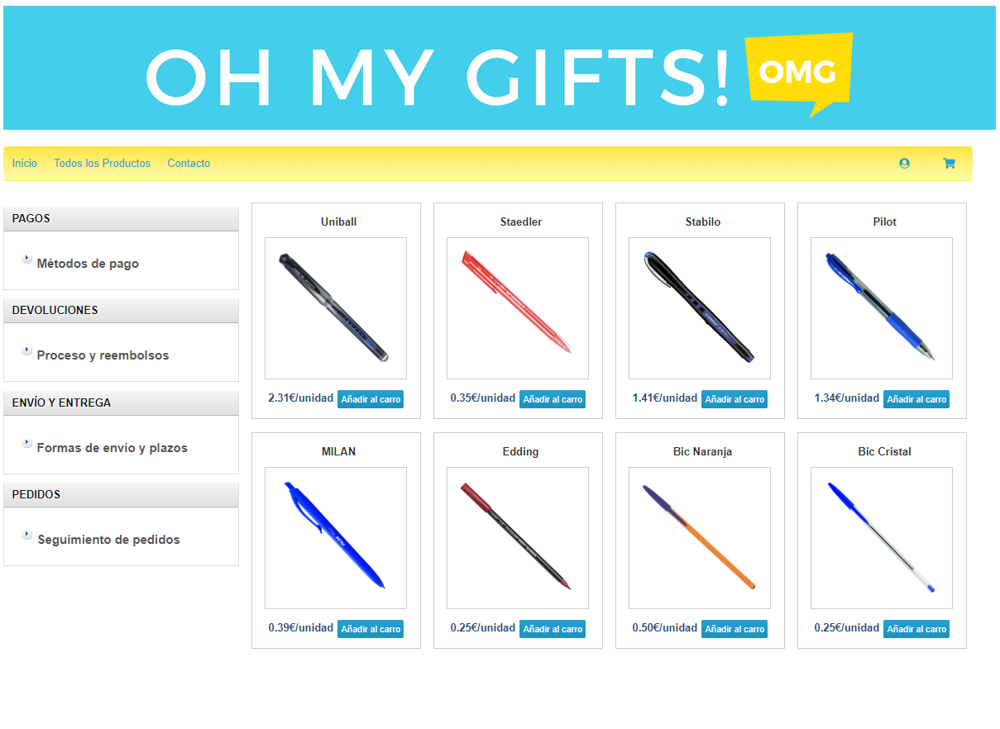 OH MY GIFTS!
OMG
Inicio Todos los Productos Contacto
PAGOS
Métodos de pago
DEVOLUCIONES
Proceso y reembolsos
ENVÍO Y ENTREGA
Formas de envío y plazos
PEDIDOS
Seguimiento de pedidos
Uniball
2.31€/unidad Añadir al carro
Staedler
0.35€/unidad Añadir al carro
Stabilo
1.41€/unidad Añadir al carro
Pilot
1.34€/unidad Añadir al carro
MILAN
0.39€/unidad Añadir al carro
Edding
0.25€/unidad Añadir al carro
Bic Naranja
0.50€/unidad Añadir al carro
Bic Cristal
0.25€/unidad Añadir al carro